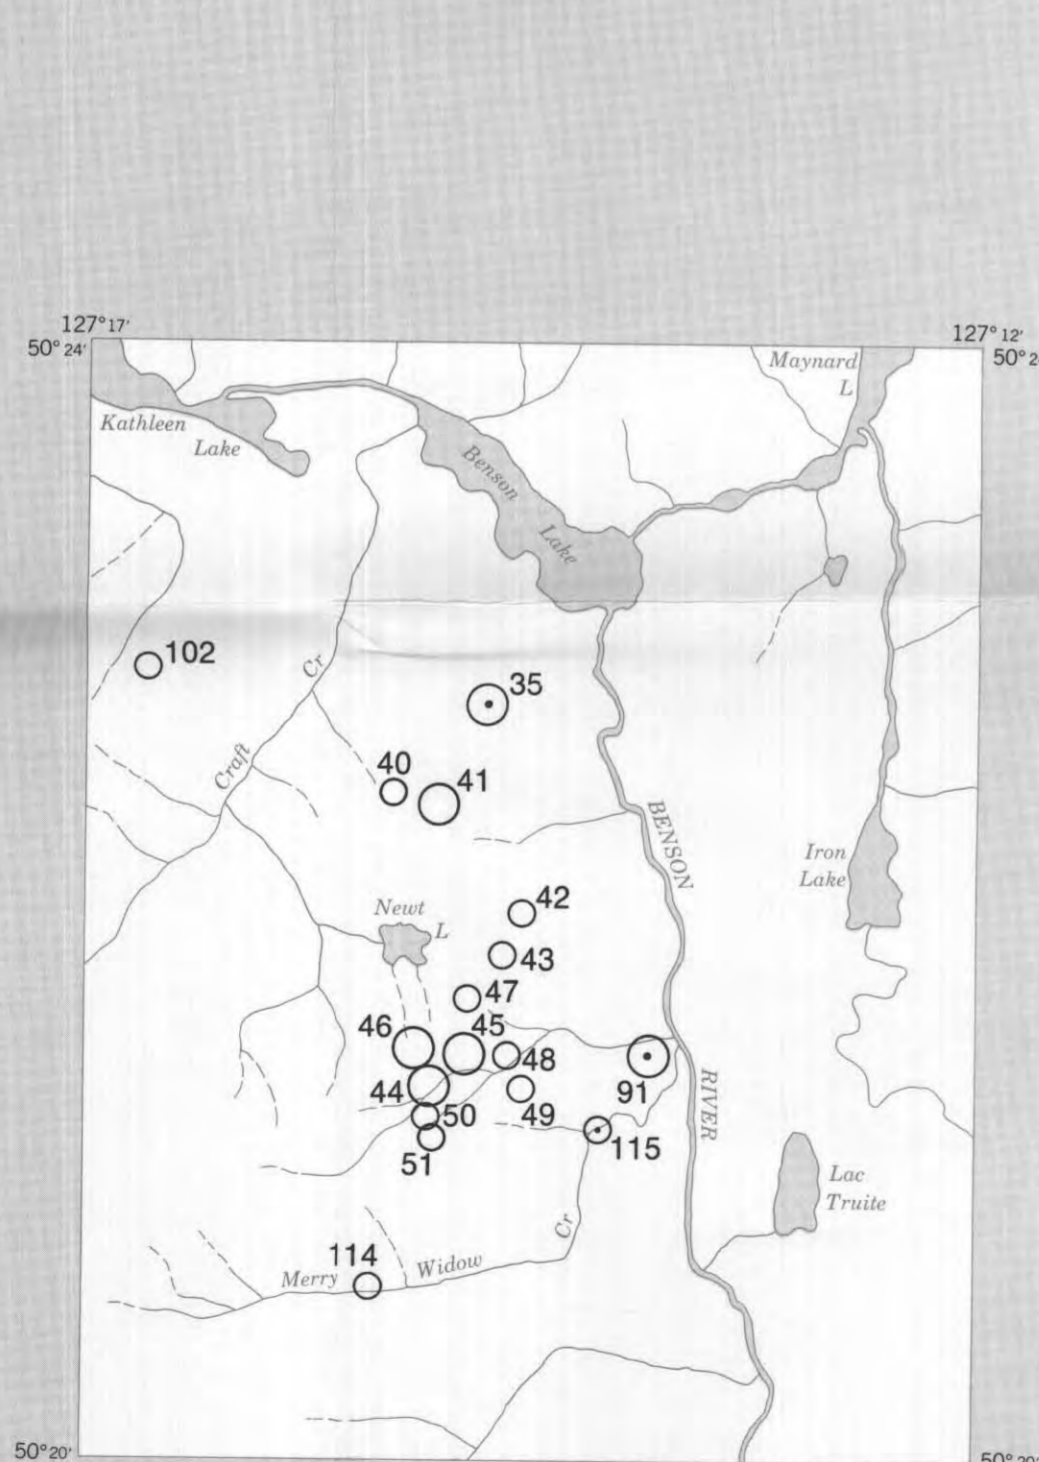 127°17'
127°12'
50°24'
50°2
Maynard
L
Kathleen
Lake
Benson
Lake
102
Cr
35
40
41
Craft
BENSON
Iron
Lake
42
Newt
L
43
47
46
45
48
44
50
49
91
RIVER
51
115
Lac
Truite
Cr
114
Merry Widow
50°20'